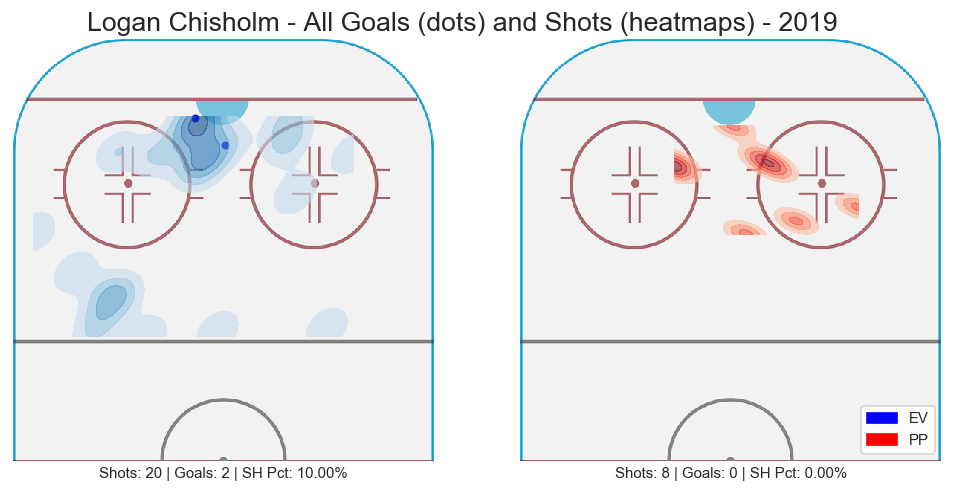 Logan Chisholm - All Goals (dots) and Shots (heatmaps) - 2019
EV
PP
Shots: 20 | Goals: 2 | SH Pct: 10.00%
Shots: 8 | Goals: 0 | SH Pct: 0.00%